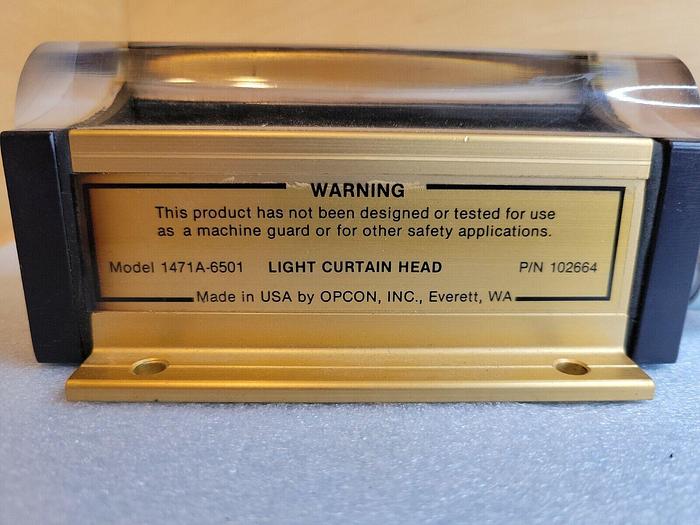 WARNING
This product has not been designed or tested for use
as a machine guard or for other safety applications.
Model 1471A-6501 LIGHT CURTAIN HEAD P/N 102664
Made in USA by OPCON, INC., Everett, WA